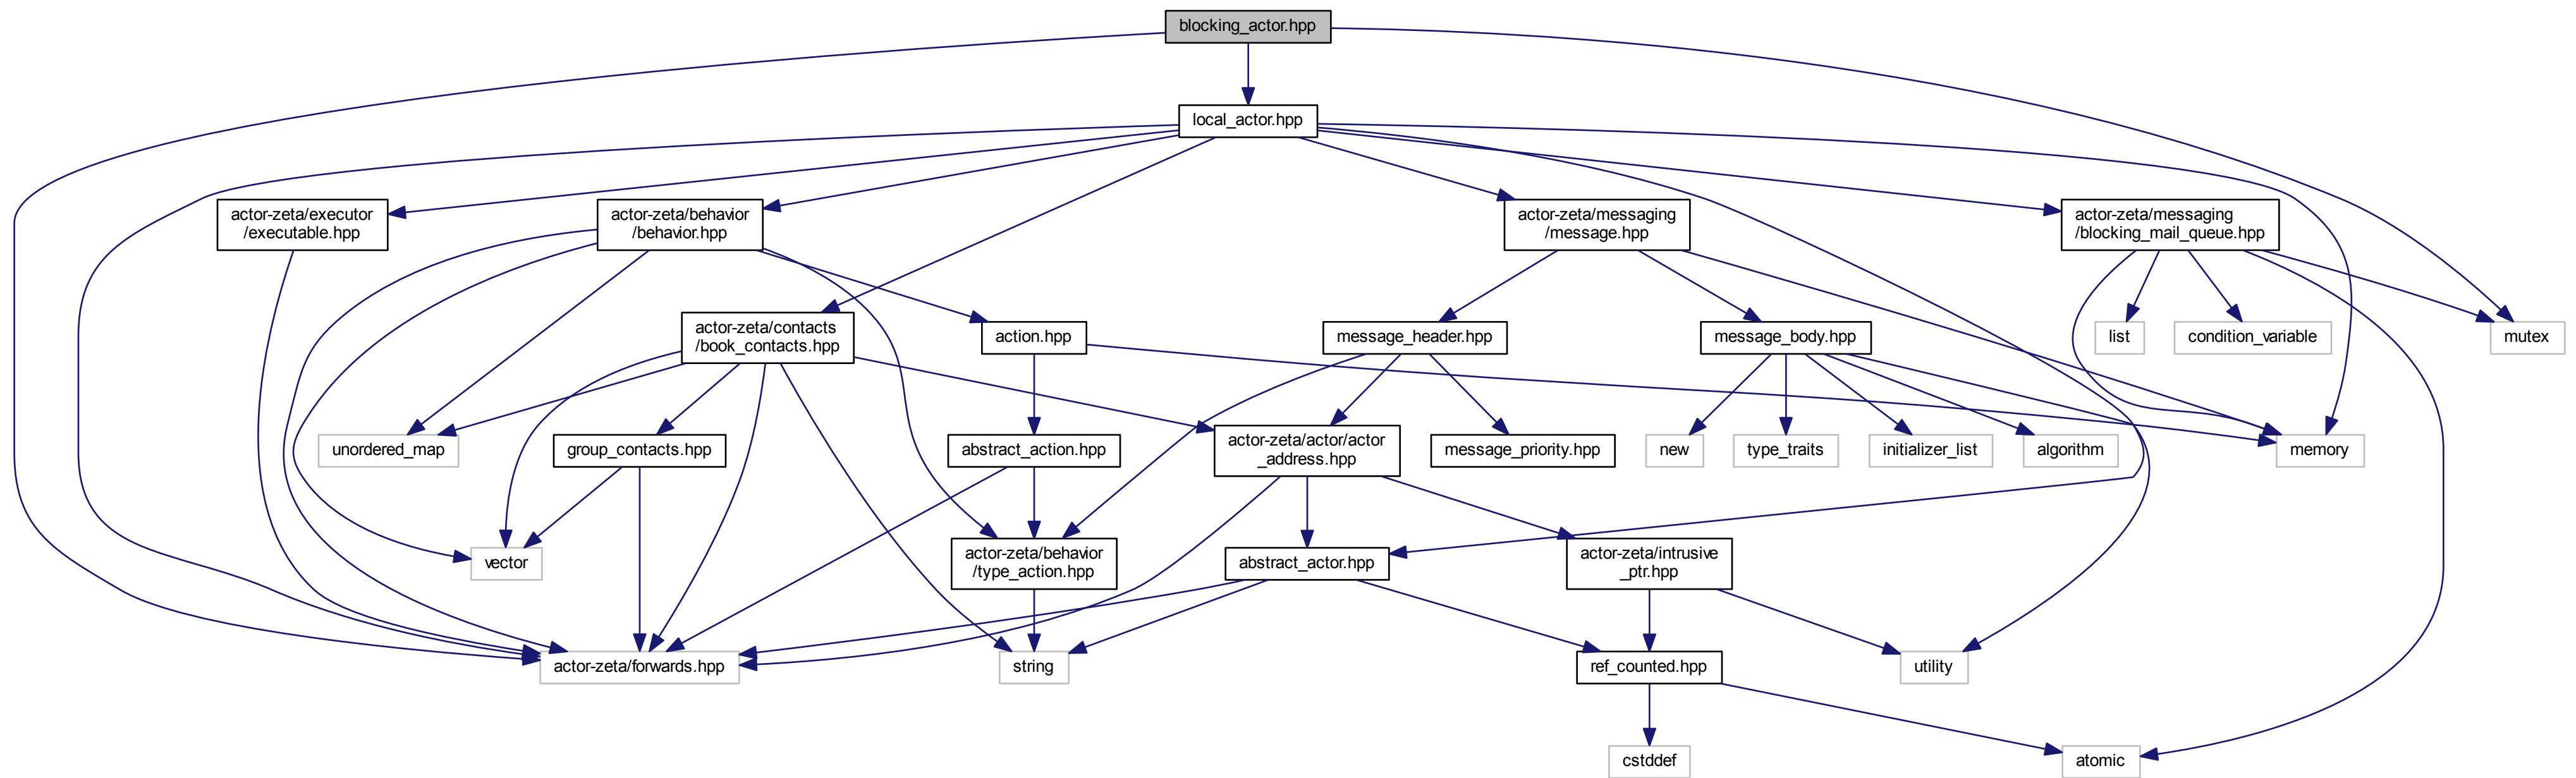 blocking_actor.hpp
local_actor.hpp
actor-zeta/executor
/executable.hpp
actor-zeta/behavior
/behavior.hpp
actor-zeta/messaging
/message.hpp
actor-zeta/messaging
/blocking_mail_queue.hpp
actor-zeta/contacts
/book_contacts.hpp
action.hpp
message_header.hpp
message_body.hpp
list
condition_variable
mutex
unordered_map
group_contacts.hpp
abstract_action.hpp
actor-zeta/actor/actor
_address.hpp
message_priority.hpp
new
type_traits
initializer_list
algorithm
memory
vector
actor-zeta/behavior
/type_action.hpp
abstract_actor.hpp
actor-zeta/intrusive
_ptr.hpp
actor-zeta/forwards.hpp
string
ref_counted.hpp
utility
cstddef
atomic